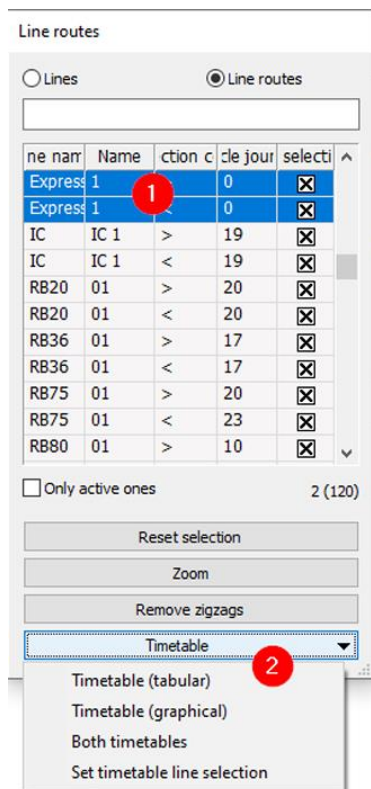 Line routes
Lines Line routes
ne nam Name ction c cle jour selecti
Express 1 0
Express 1 < 0
IC IC 1 > 19
IC IC 1 < 19
RB20 01 > 20
RB20 01 < 20
RB36 01 > 17
RB36 01 < 17
RB75 01 > 20
RB75 01 < 23
RB80 01 > 10
1
Only active ones 2 (120)
Reset selection
Zoom
Remove zigzags
Timetable
2
Timetable (tabular)
Timetable (graphical)
Both timetables
Set timetable line selection